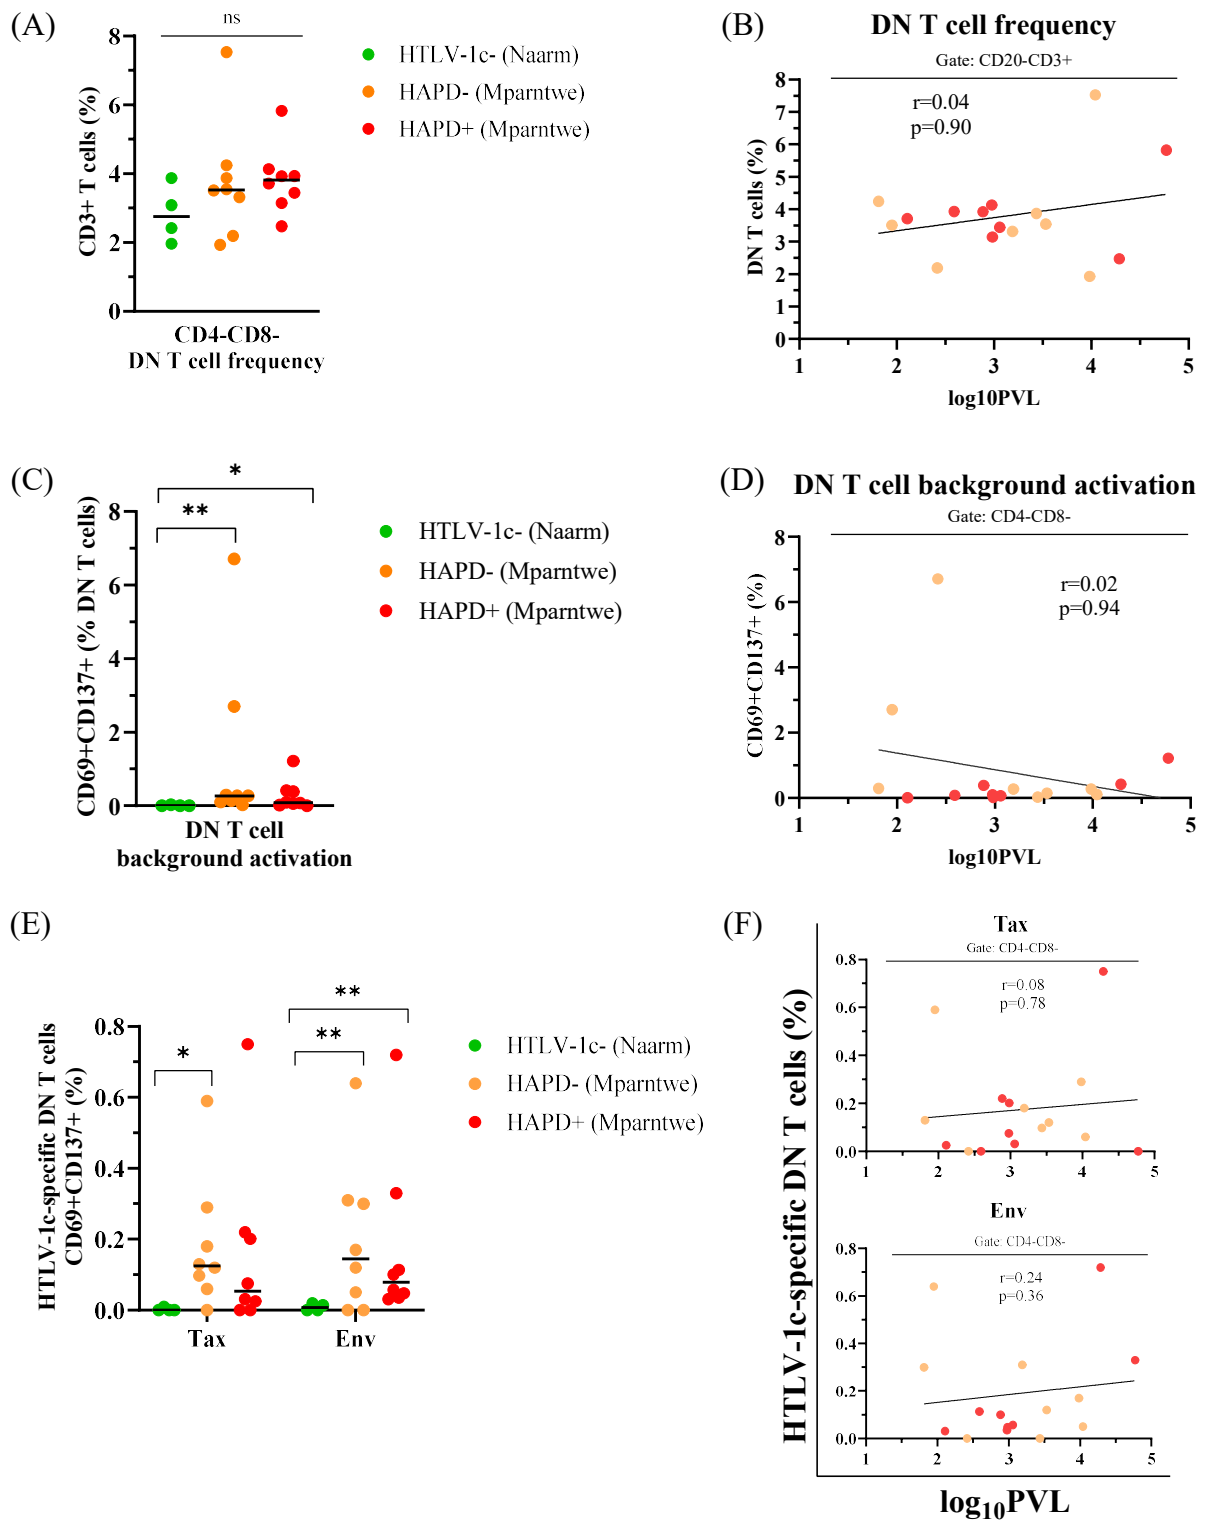 (A)
ns
8
6
4
2
0
CD3+ T cells (%)
CD4-CD8-
DN T cell frequency
HTLV-1c- (Naarm)
HAPD- (Mparntwe)
HAPD+ (Mparntwe)
(B)
DN T cell frequency
Gate: CD20-CD3+
r=0.04
p=0.90
8
7
6
5
4
3
2
1
0
DN T cells (%)
1 2 3 4 5
log10PVL
(C)
*
**
8
6
4
2
0
CD69+CD137+ (% DN T cells)
DN T cell
background activation
HTLV-1c- (Naarm)
HAPD- (Mparntwe)
HAPD+ (Mparntwe)
(D)
DN T cell background activation
Gate: CD4-CD8-
r=0.02
p=0.94
8
6
4
2
0
CD69+CD137+ (%)
1 2 3 4 5
log10PVL
(E)
**
**
*
0.8
0.6
0.4
0.2
0.0
HTLV-1c-specific DN T cells
CD69+CD137+ (%)
Tax Env
HTLV-1c- (Naarm)
HAPD- (Mparntwe)
HAPD+ (Mparntwe)
(F)
HTLV-1c-specific DN T cells (%)
Tax
Gate: CD4-CD8-
r=0.08
p=0.78
0.8
0.6
0.4
0.2
0.0
1 2 3 4 5
Env
Gate: CD4-CD8-
r=0.24
p=0.36
0.8
0.6
0.4
0.2
0.0
1 2 3 4 5
log₁₀PVL